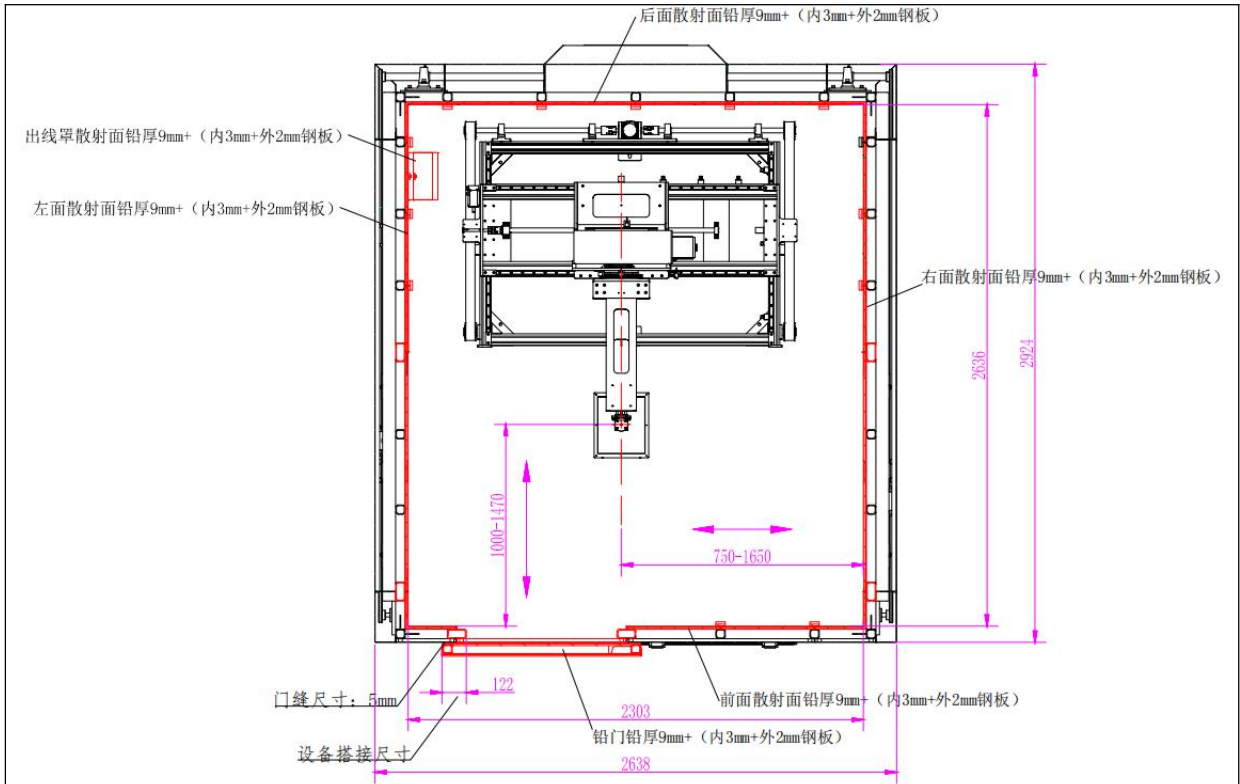 后面散射面铅厚9mm+（内3mm+外2mm钢板）
出线罩散射面铅厚9mm+（内3mm+外2mm钢板）
左面散射面铅厚9mm+（内3mm+外2mm钢板）
右面散射面铅厚9mm+（内3mm+外2mm钢板）
2636
2924
1000-1470
750-1650
门缝尺寸：5mm
122
前面散射面铅厚9mm+（内3mm+外2mm钢板）
2303
铅门铅厚9mm+（内3mm+外2mm钢板）
设备搭接尺寸
2638